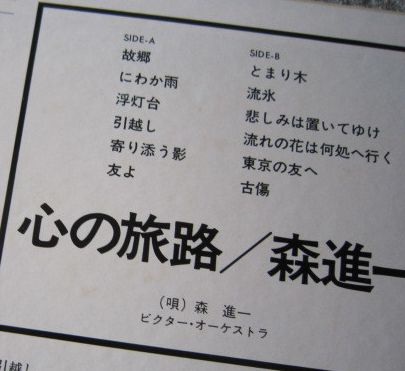 SIDE-A
故郷
にわか雨
浮灯台
引越し
寄り添う影
友よ
SIDE-B
とまり木
流氷
悲しみは置いてゆけ
流れの花は何処へ行く
東京の友へ
古傷
心の旅路／森進一
（唄）森 進一
ビクター・オーケストラ
引越し